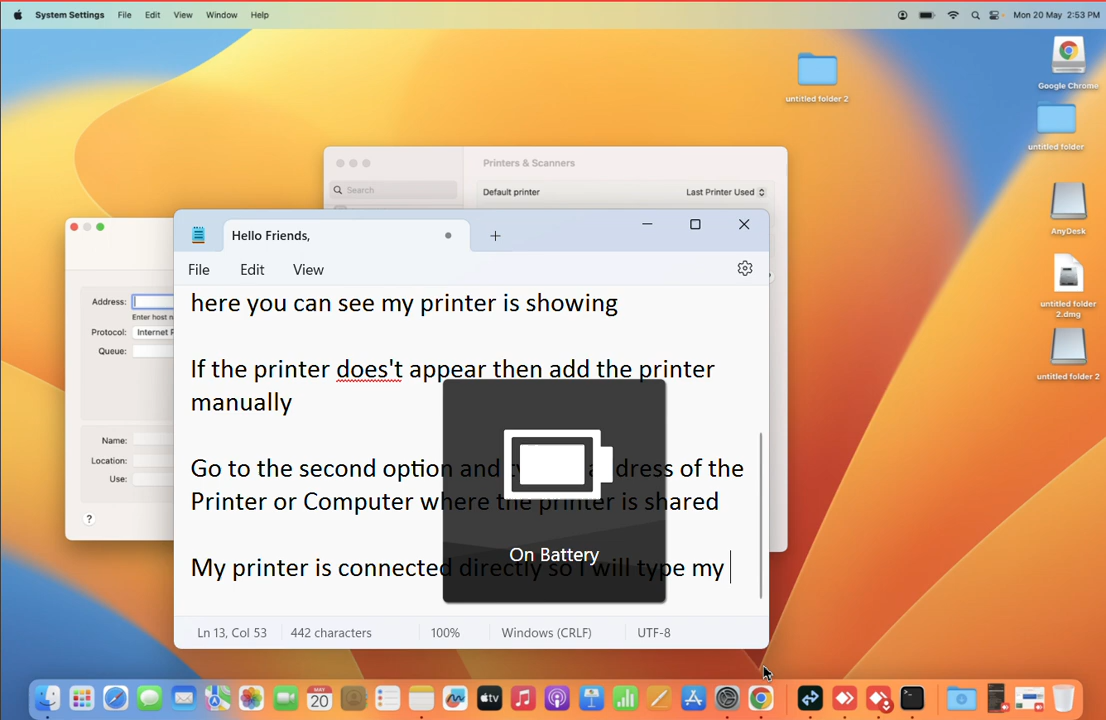 System Settings File Edit View Window Help Mon 20 May 2:53 PM
Google Chrome
untitled folder 2
untitled folder
Printers & Scanners
Search
Default printer Last Printer Used
AnyDesk
Hello Friends,
File Edit View
here you can see my printer is showing
Address:
Enter host n
Protocol: Internet P
Queue:
untitled folder
2.dmg
If the printer does't appear then add the printer
manually
untitled folder 2
Name:
Location:
Use:
Go to the second option and dress of the
Printer or Computer where the printer is shared
?
On Battery
My printer is connected directly so I will type my
Ln 13, Col 53 442 characters 100% Windows (CRLF) UTF-8
MAY
20
tv